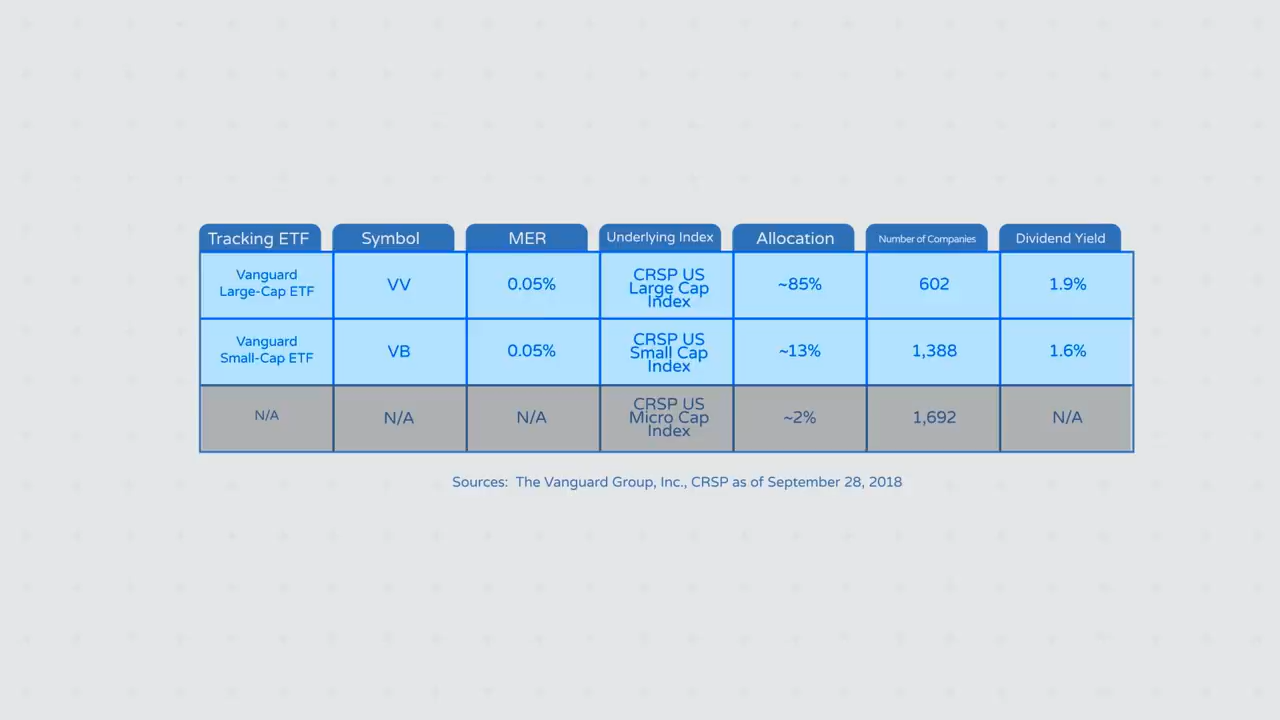 Tracking ETF Symbol MER Underlying Index Allocation Number of Companies Dividend Yield
Vanguard
Large-Cap ETF
VV
0.05%
CRSP US
Large Cap
Index
~85%
602
1.9%
Vanguard
Small-Cap ETF
VB
0.05%
CRSP US
Small Cap
Index
~13%
1,388
1.6%
N/A
N/A
N/A
CRSP US
Micro Cap
Index
~2%
1,692
N/A
Sources: The Vanguard Group, Inc., CRSP as of September 28, 2018